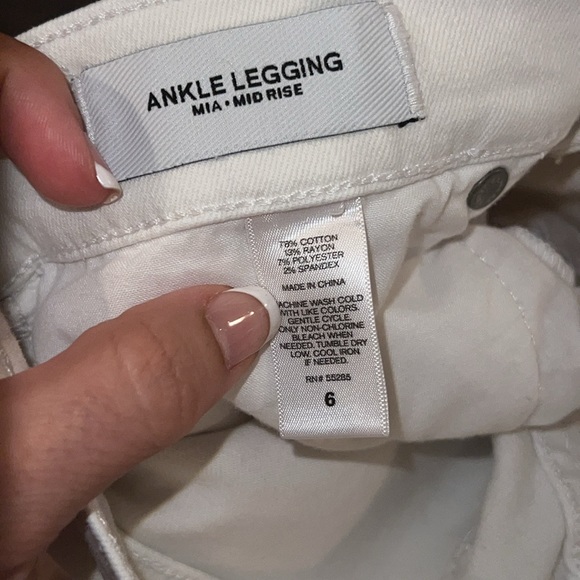 ANKLE LEGGING
MIA • MID RISE
78% COTTON
13% RAYON
7% POLYESTER
2% SPANDEX
MADE IN CHINA
ACHINE WASH COLD
WITH LIKE COLORS.
GENTLE CYCLE.
ONLY NON-CHLORINE
BLEACH WHEN
NEEDED. TUMBLE DRY
LOW. COOL IRON
IF NEEDED.
RN# 55285
6